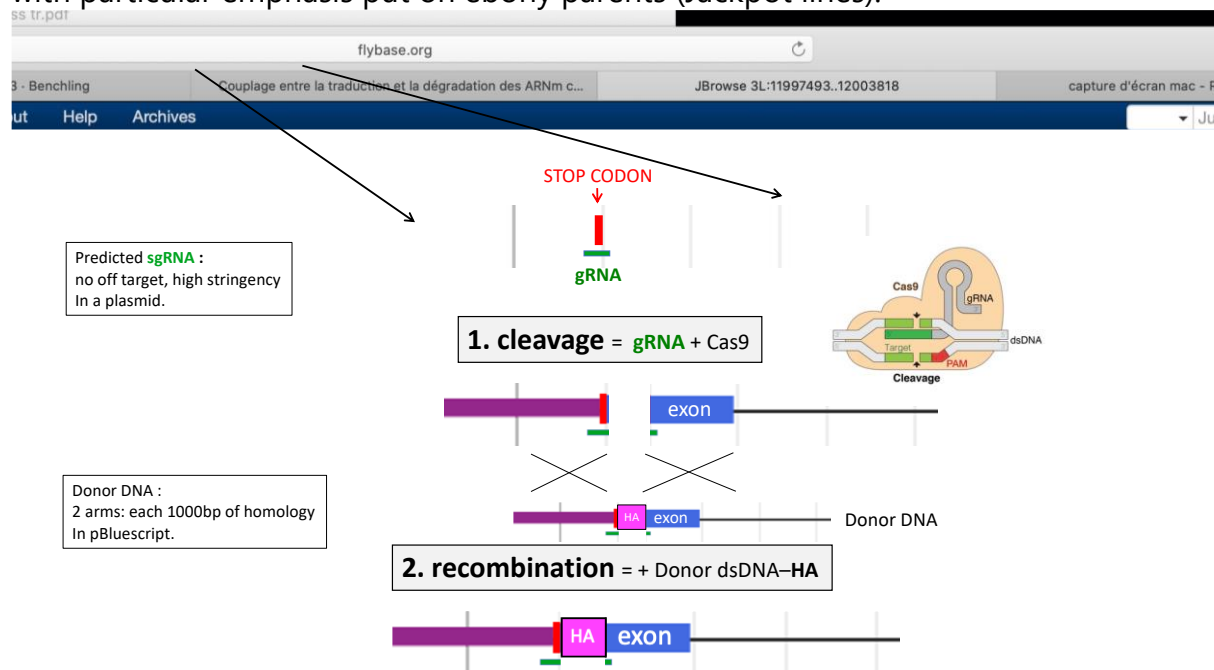 with particular emphasis put on ebony parents (Jackpot lines).
ss tr.pdf
flybase.org
3 - Benchling
Couplage entre la traduction et la dégradation des ARNm c...
JBrowse 3L:11997493..12003818
capture d'écran mac - R
ut Help Archives
Ju
STOP CODON
gRNA
Predicted sgRNA :
no off target, high stringency
In a plasmid.
1. cleavage = gRNA + Cas9
Cas9
gRNA
dsDNA
Target
PAM
Cleavage
exon
Donor DNA :
2 arms: each 1000bp of homology
In pBluescript.
HA
exon
Donor DNA
2. recombination = + Donor dsDNA–HA
HA
exon